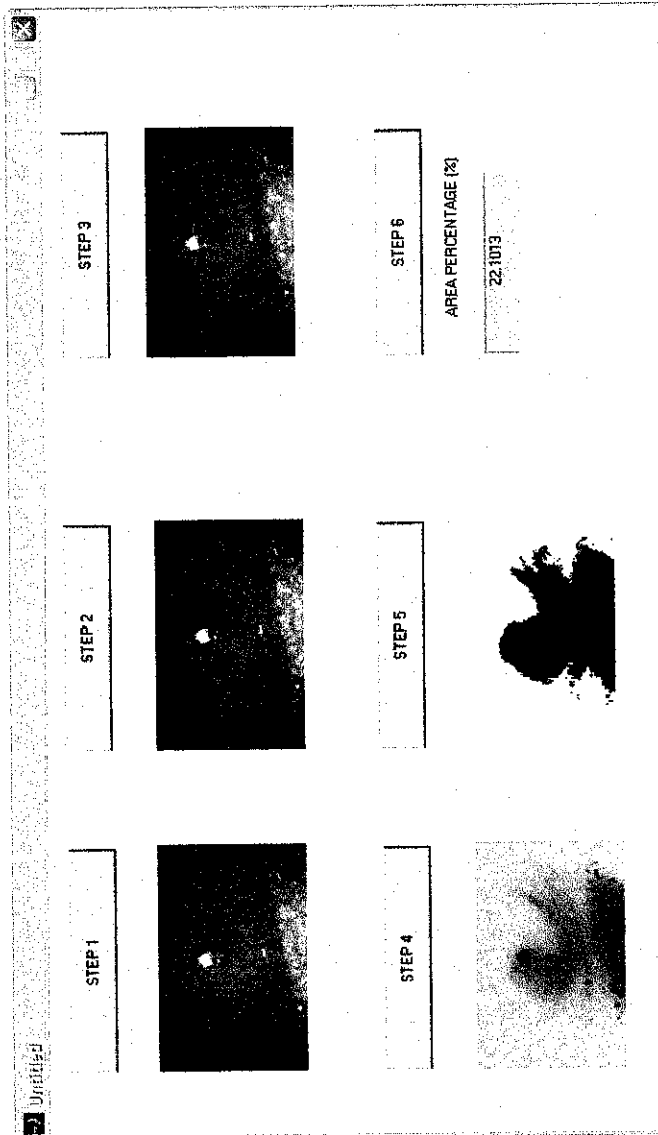 Untitled
STEP 1
STEP 2
STEP 3
STEP 4
STEP 5
STEP 6
AREA PERCENTAGE (%)
22.1013